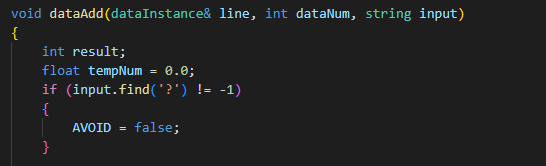 void dataAdd(dataInstance& line, int dataNum, string input)
{
    int result;
    float tempNum = 0.0;
    if (input.find('?') != -1)
    {
        AVOID = false;
    }